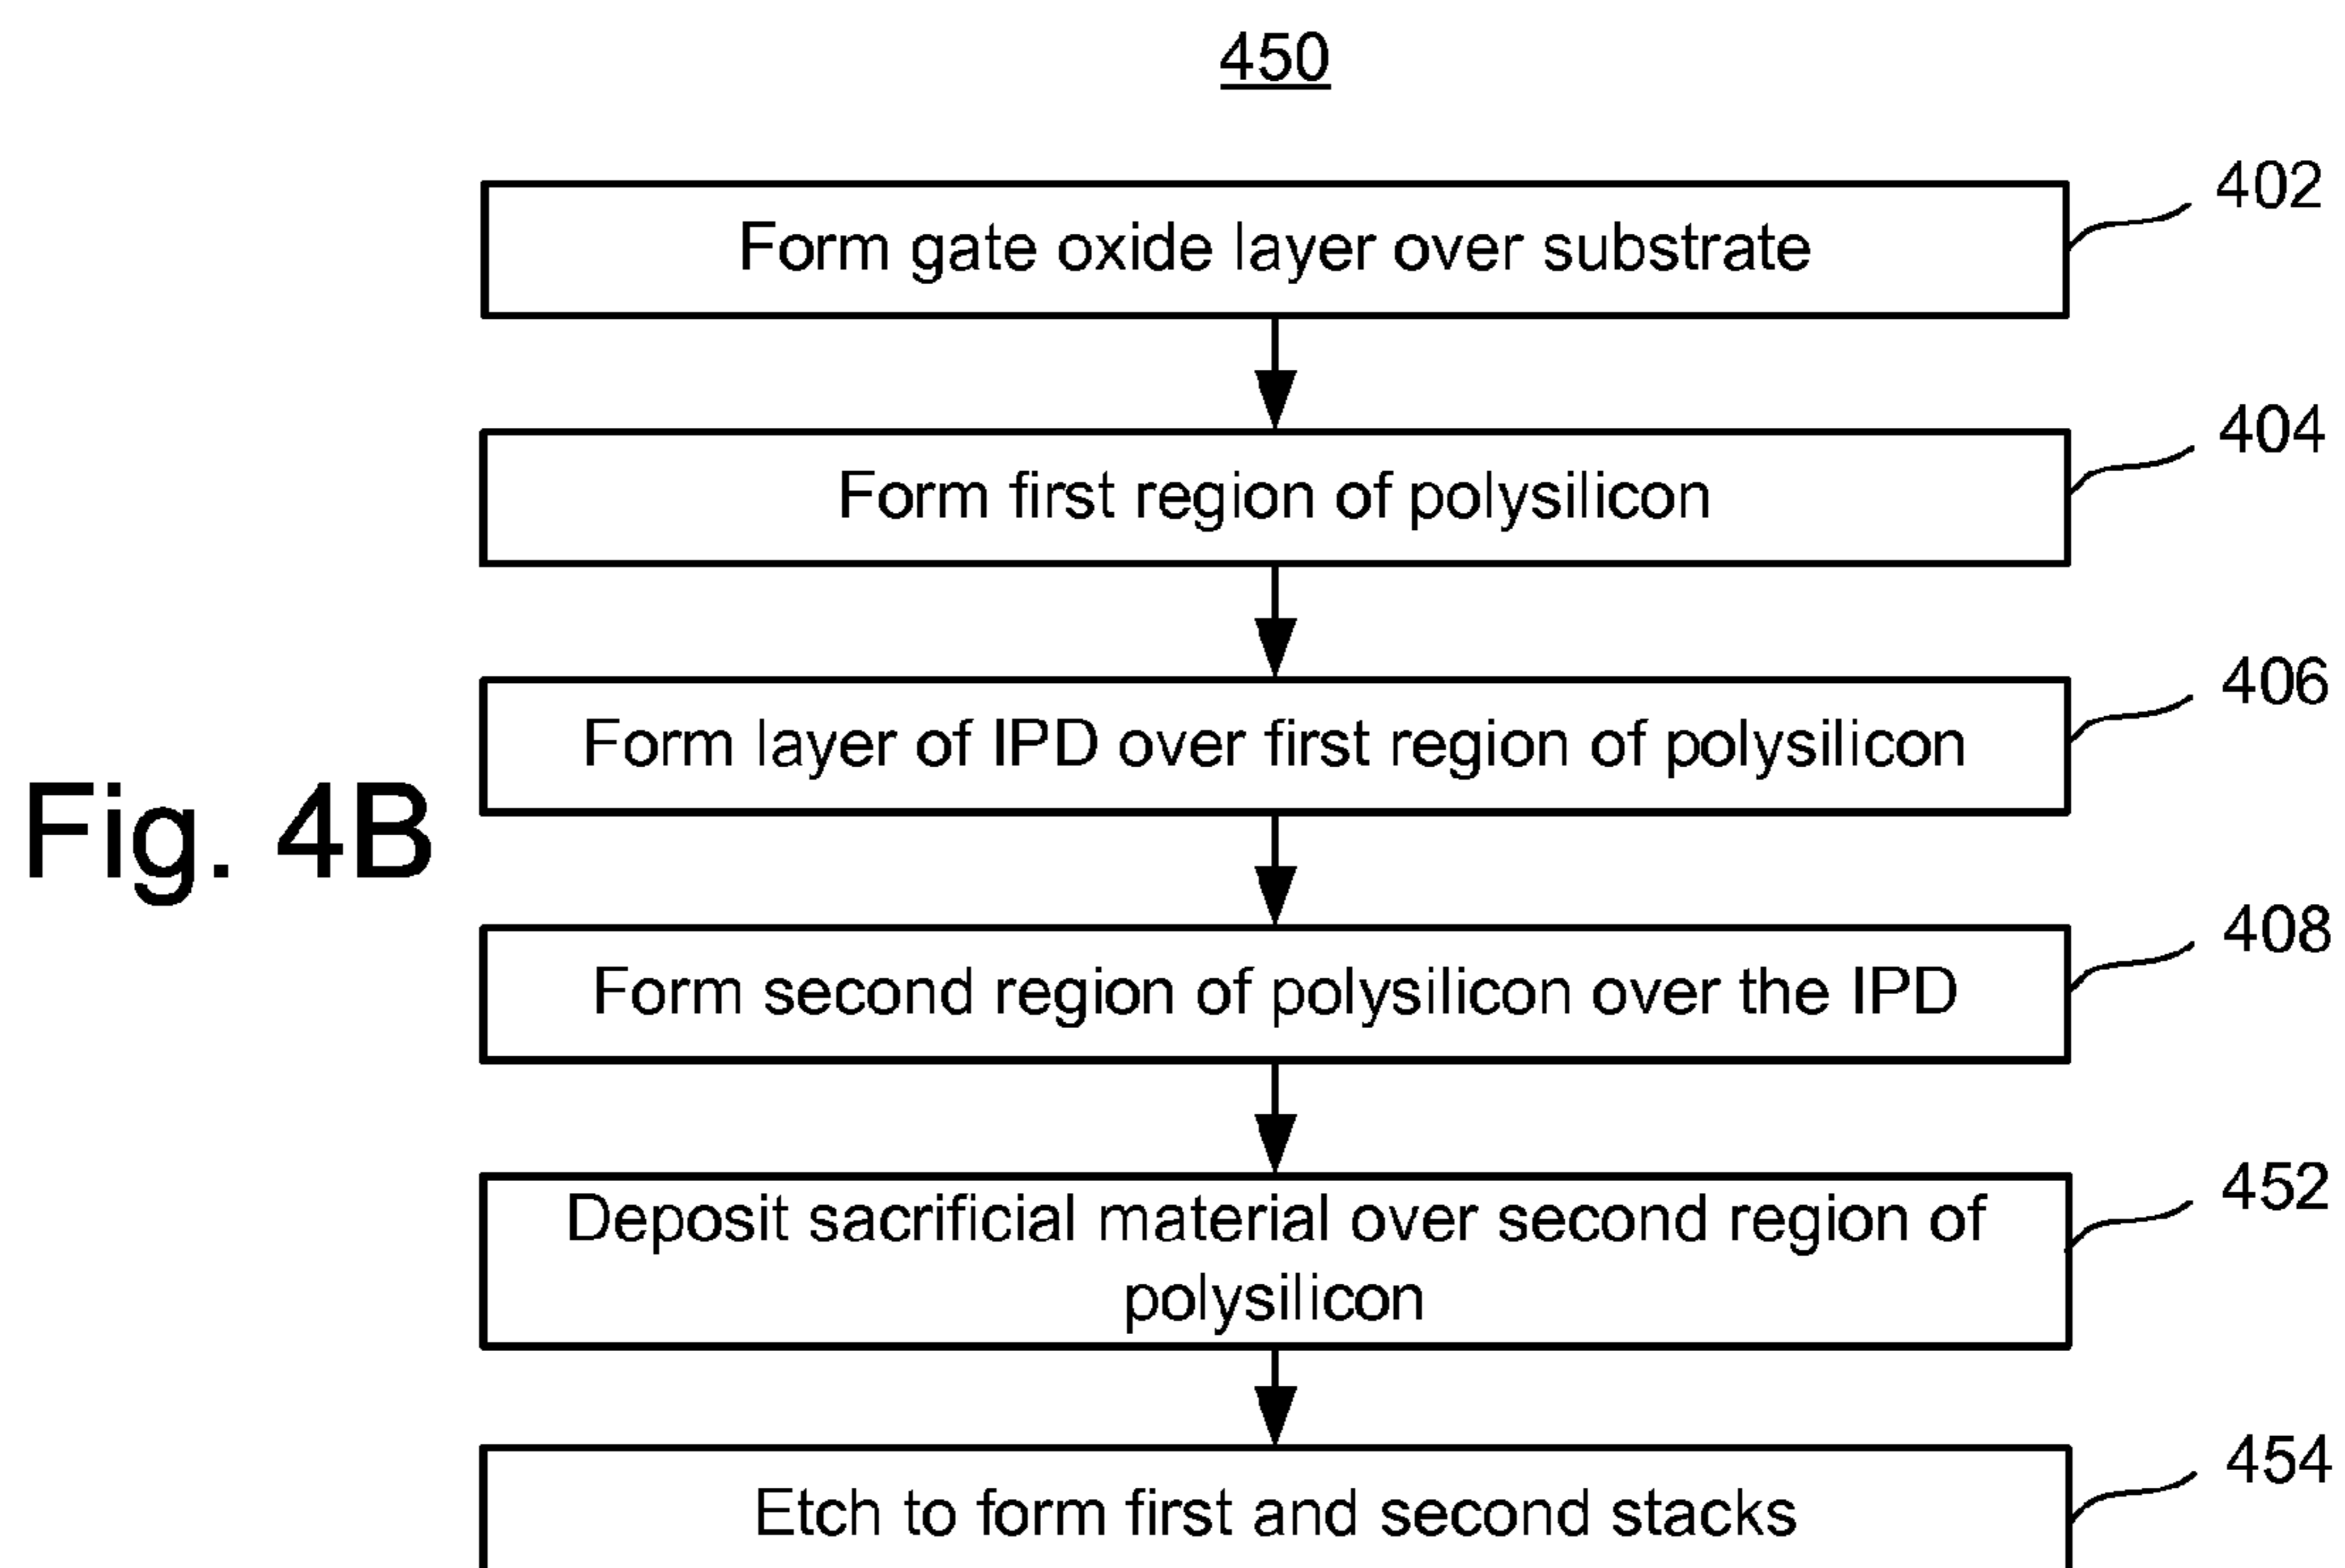 450
Form gate oxide layer over substrate
402
Form first region of polysilicon
404
Form layer of IPD over first region of polysilicon
406
Fig. 4B
Form second region of polysilicon over the IPD
408
Deposit sacrificial material over second region of
polysilicon
452
Etch to form first and second stacks
454